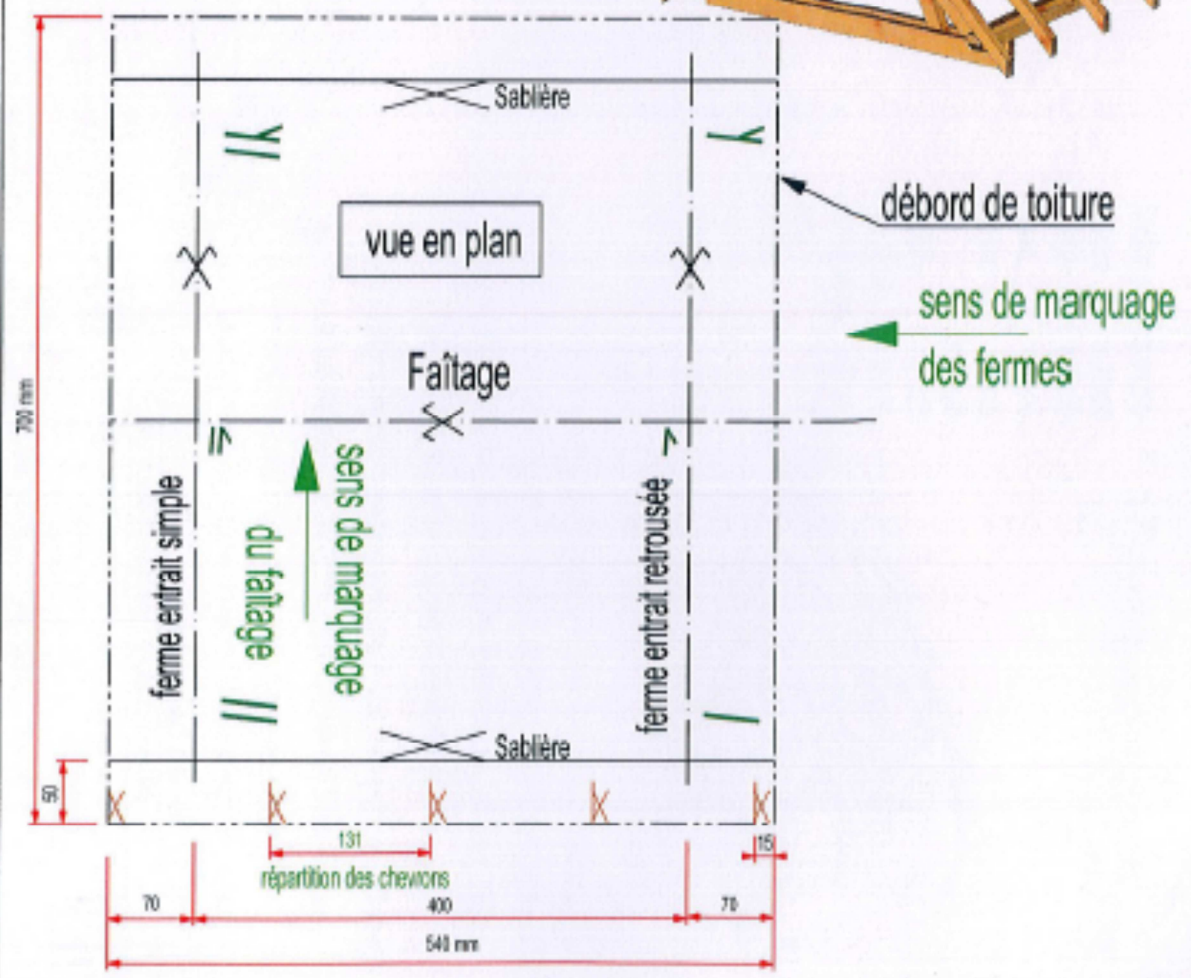 Sablière
vue en plan
débord de toiture
sens de marquage
des fermes
Faîtage
700 mm
ferme entrait simple
sens de marquage
du faîtage
ferme entrait retrousée
Sablière
50
131
15
répartition des chevrons
70
400
70
540 mm